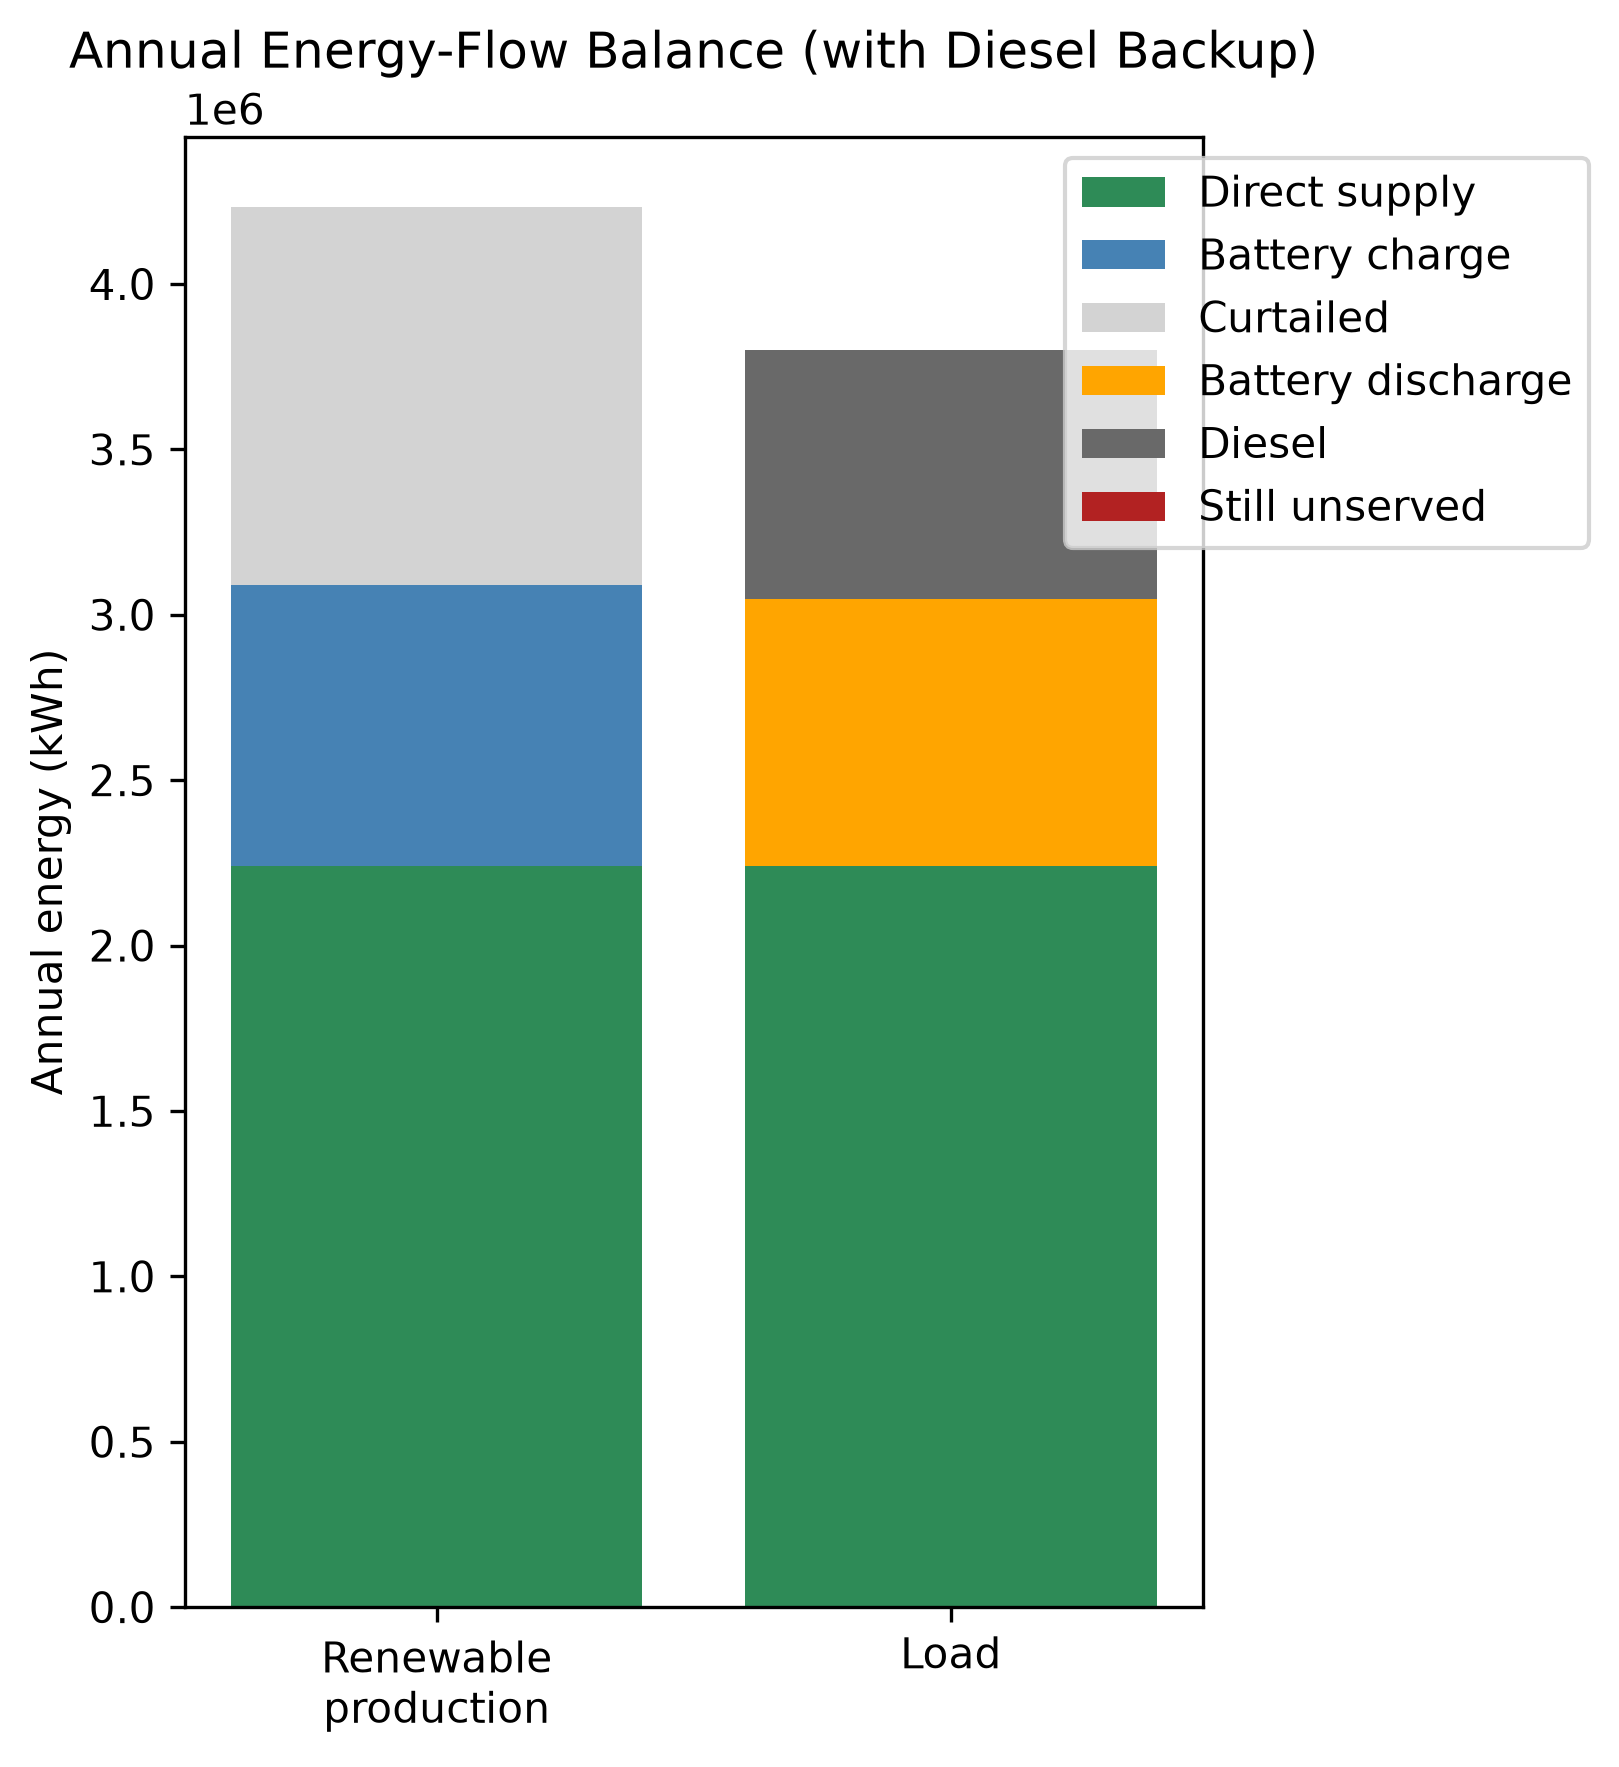 Annual Energy-Flow Balance (with Diesel Backup)
1e6
Direct supply
Battery charge
Curtailed
Battery discharge
Diesel
Still unserved
4.0
3.5
3.0
2.5
2.0
1.5
1.0
0.5
0.0
Annual energy (kWh)
Renewable
production
Load